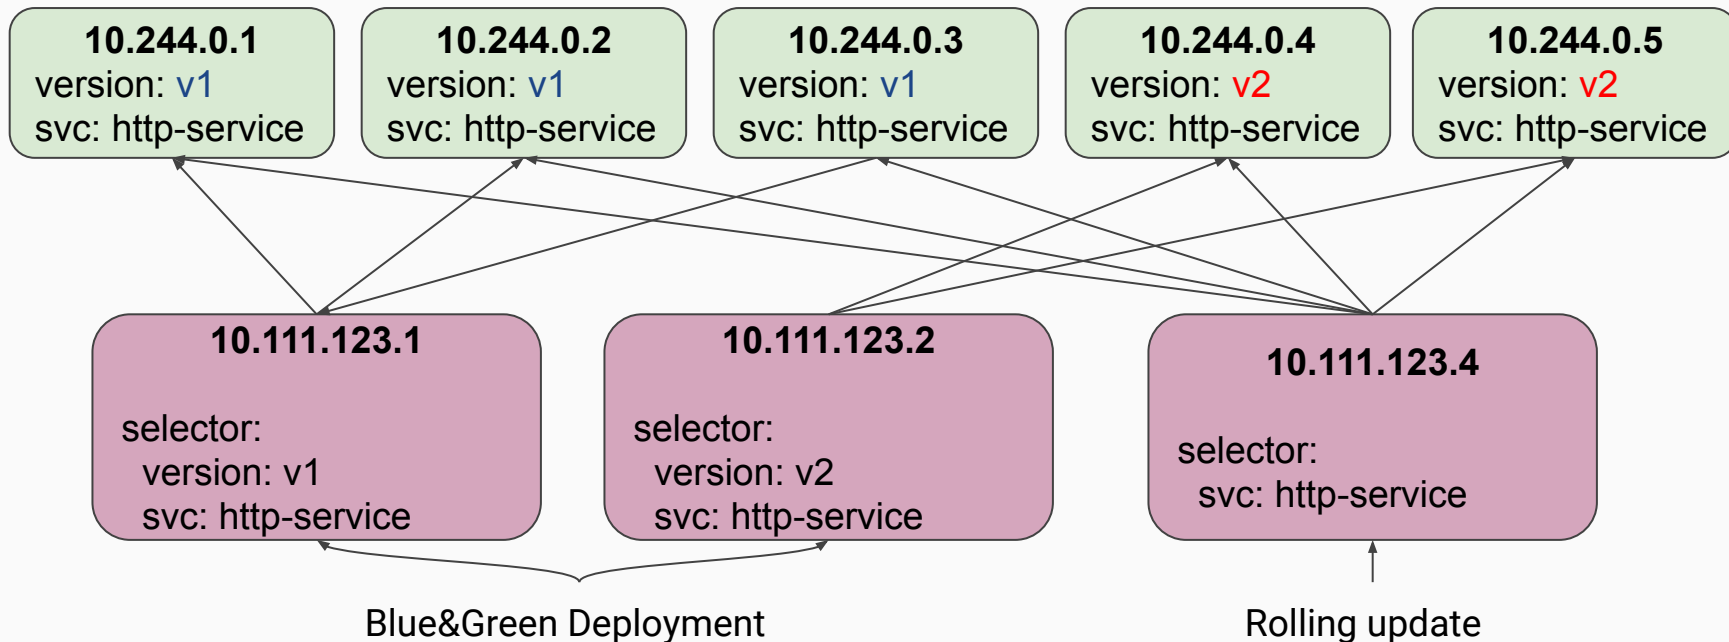 10.244.0.1
version: v1
svc: http-service
10.244.0.2
version: v1
svc: http-service
10.244.0.3
version: v1
svc: http-service
10.244.0.4
version: v2
svc: http-service
10.244.0.5
version: v2
svc: http-service
10.111.123.1
selector:
version: v1
svc: http-service
10.111.123.2
selector:
version: v2
svc: http-service
10.111.123.4
selector:
svc: http-service
Blue&Green Deployment
Rolling update